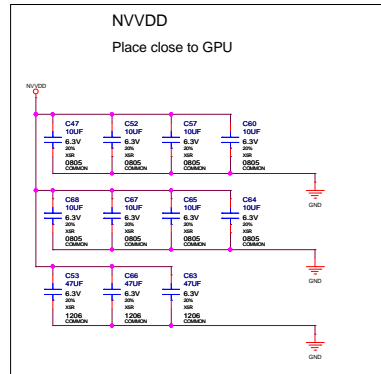 NVVDD
Place close to GPU
NVVDD
C47 C52 C57 C60
10UF 10UF 10UF 10UF
6.3V 6.3V 6.3V 6.3V
20% 20% 20% 20%
X5R X5R X5R X5R
0805 0805 0805 0805
COMMON COMMON COMMON COMMON
GND
C68 C67 C65 C64
10UF 10UF 10UF 10UF
6.3V 6.3V 6.3V 6.3V
20% 20% 20% 20%
X5R X5R X5R X5R
0805 0805 0805 0805
COMMON COMMON COMMON COMMON
GND
C53 C66 C63
47UF 47UF 47UF
6.3V 6.3V 6.3V
20% 20% 20%
X5R X5R X5R
1206 1206 1206
COMMON COMMON COMMON
GND